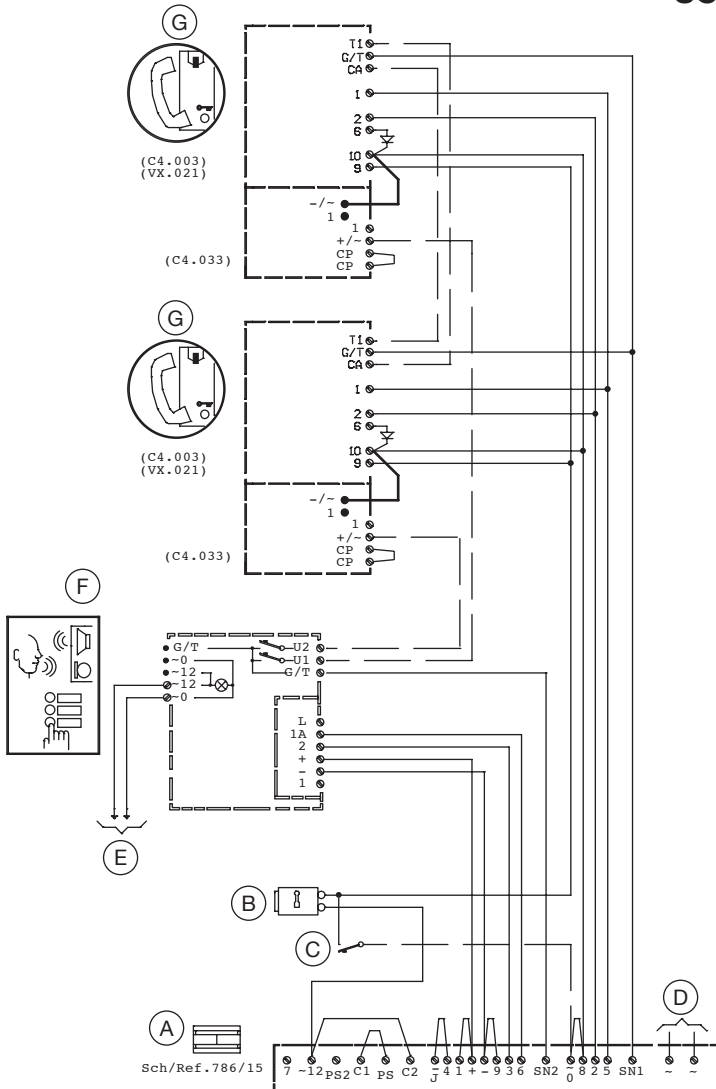 G
T1
G/T
CA
1
2
6
10
9
(C4.003)
(VX.021)
-/~
1
1
+/~
(C4.033)
CP
CP
G
T1
G/T
CA
1
2
6
10
9
(C4.003)
(VX.021)
-/~
1
1
+/~
(C4.033)
CP
CP
F
G/T U2
~0 U1
~12 G/T
~12
~0
L
1A
2
+
-
1
E
B
C
A
D
Sch/Ref.786/15
7 ~12 PS2 C1 PS C2 - J 4 1 + - 9 3 6 SN2 ~0 8 2 5 SN1 ~ ~